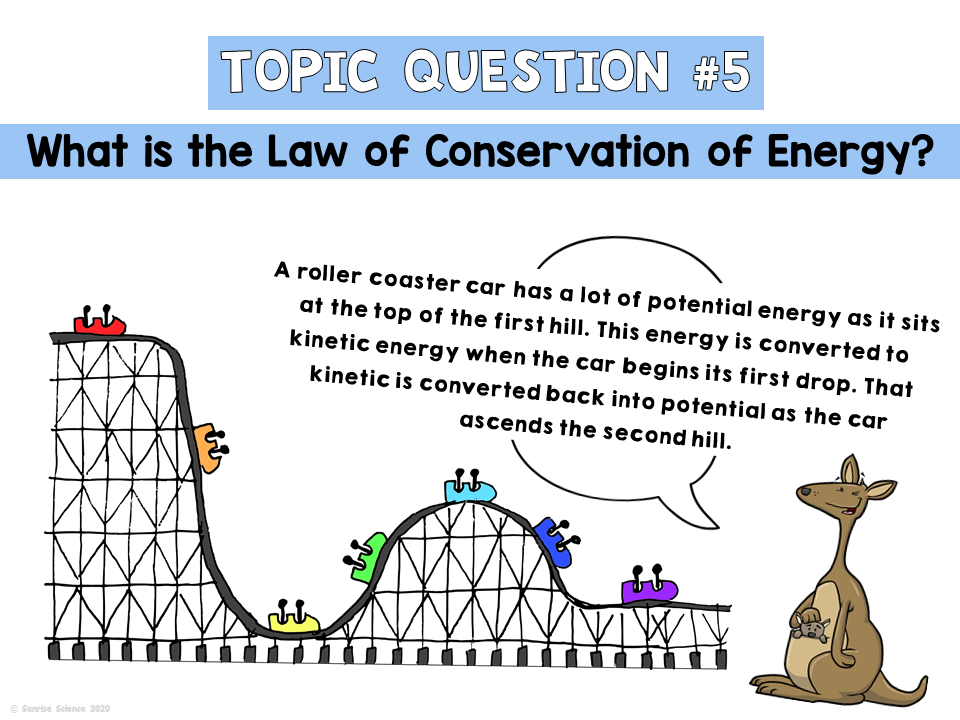 TOPIC QUESTION #5
What is the Law of Conservation of Energy?
A roller coaster car has a lot of potential energy as it sits
at the top of the first hill. This energy is converted to
kinetic energy when the car begins its first drop. That
kinetic is converted back into potential as the car
ascends the second hill.
© Sunrise Science 2020